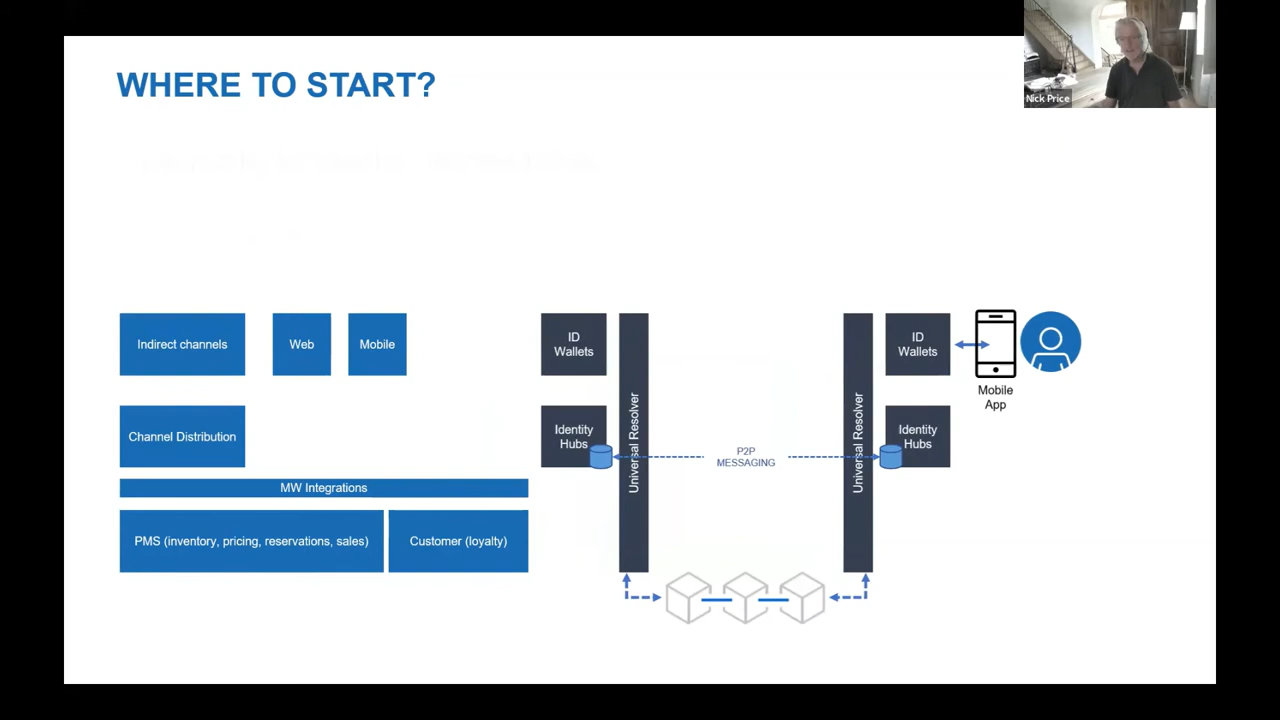 WHERE TO START?
Nick Price
Indirect channels
Web
Mobile
ID
Wallets
ID
Wallets
Mobile
App
Channel Distribution
Identity
Hubs
Universal Resolver
P2P
MESSAGING
Universal Resolver
Identity
Hubs
MW Integrations
PMS (inventory, pricing, reservations, sales)
Customer (loyalty)